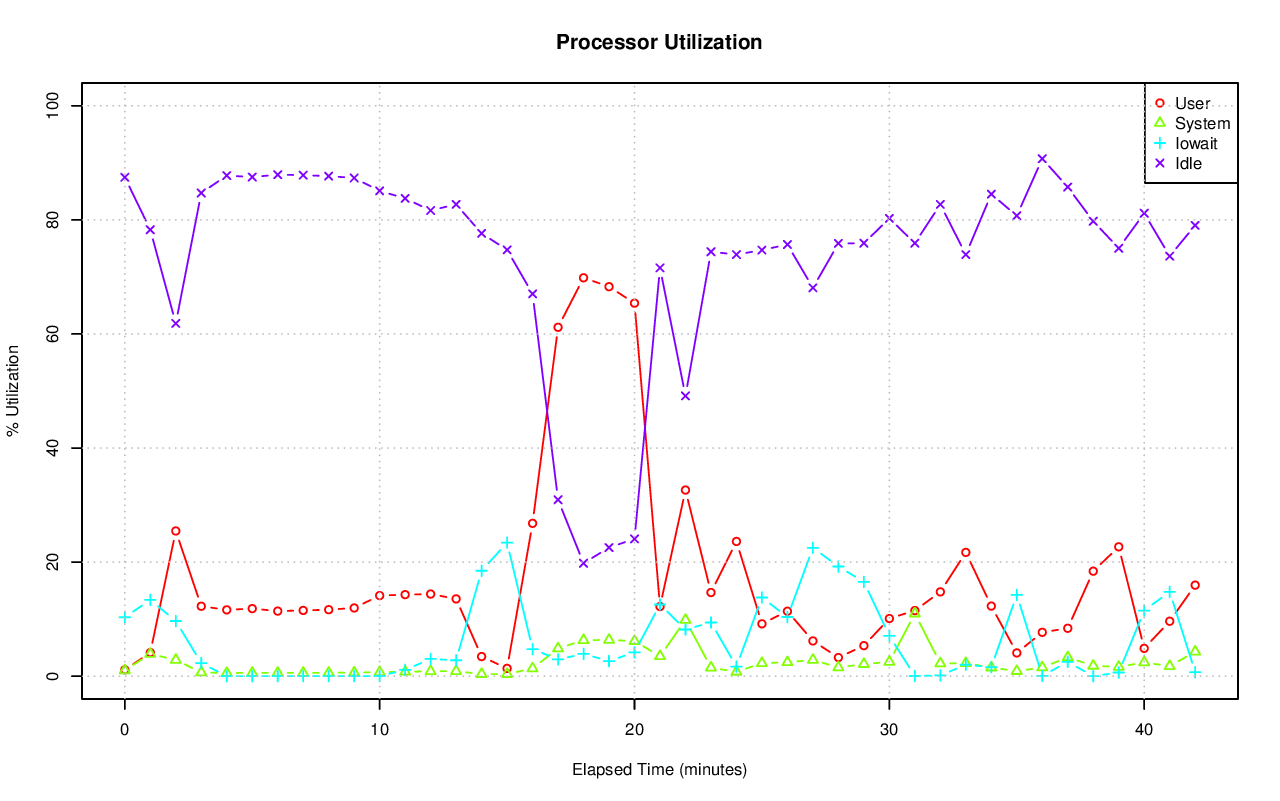 Processor Utilization
User
System
Iowait
Idle
% Utilization
100
80
60
40
20
0
0 10 20 30 40
Elapsed Time (minutes)